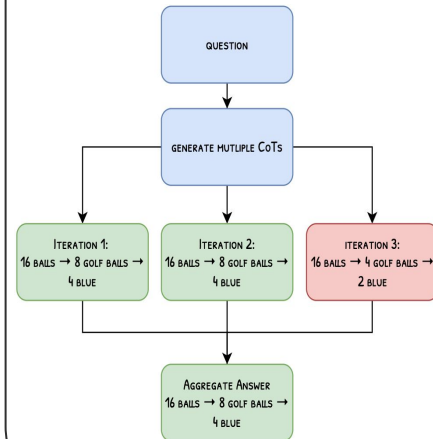 QUESTION
GENERATE MUTLIPLE COTS
ITERATION 1:
16 BALLS → 8 GOLF BALLS →
4 BLUE
ITERATION 2:
16 BALLS → 8 GOLF BALLS →
4 BLUE
ITERATION 3:
16 BALLS → 4 GOLF BALLS →
2 BLUE
AGGREGATE ANSWER
16 BALLS → 8 GOLF BALLS →
4 BLUE